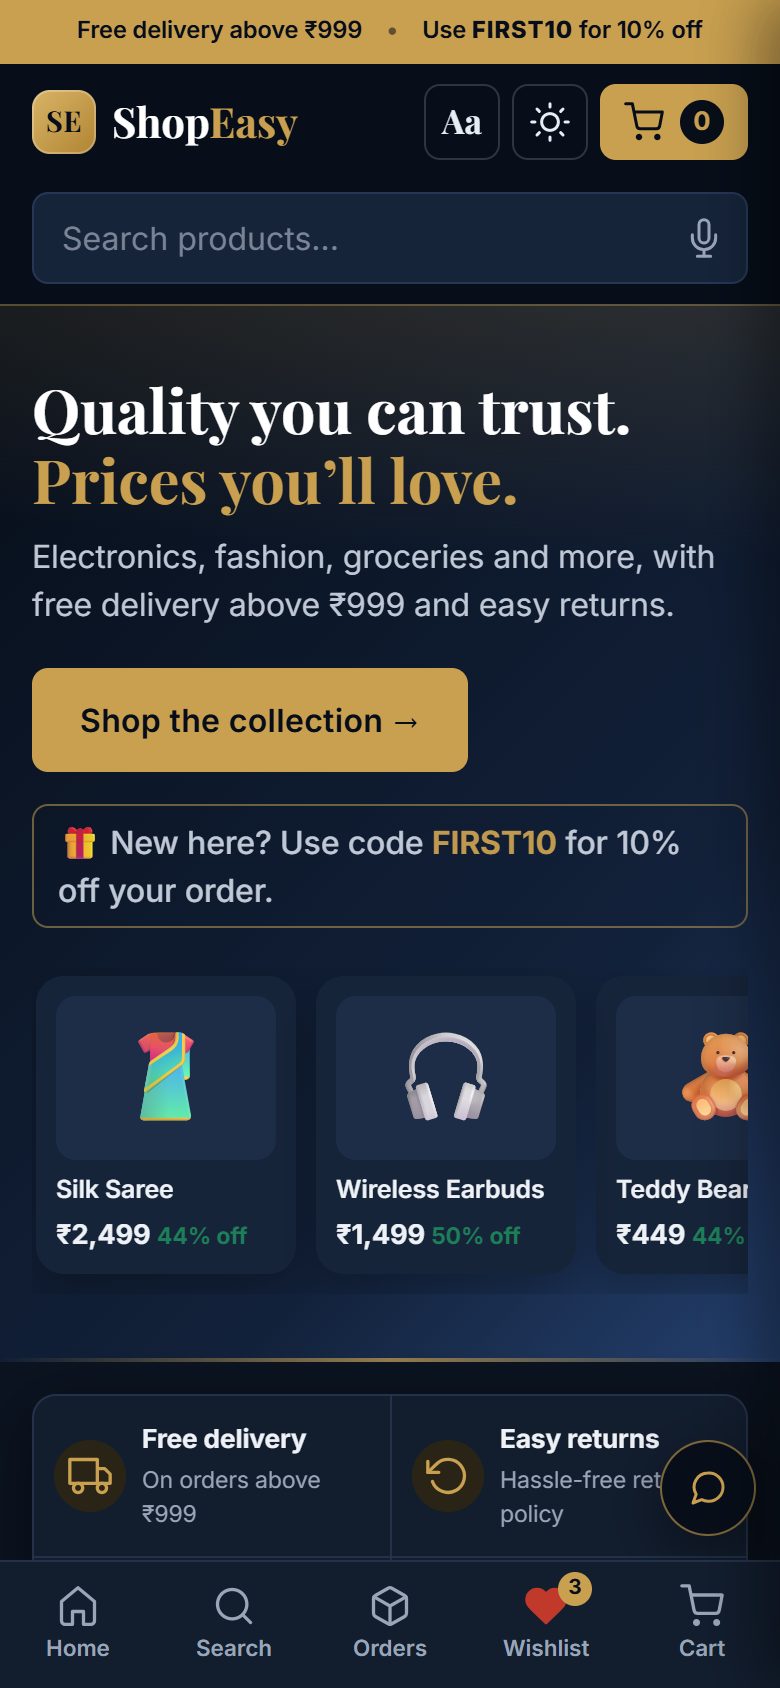 Free delivery above ₹999 • Use FIRST10 for 10% off
SE ShopEasy Aa 0
Search products...
Quality you can trust.
Prices you’ll love.
Electronics, fashion, groceries and more, with
free delivery above ₹999 and easy returns.
Shop the collection →
New here? Use code FIRST10 for 10%
off your order.
Silk Saree
₹2,499 44% off
Wireless Earbuds
₹1,499 50% off
Teddy Bear
₹449 44%
Free delivery
On orders above
₹999
Easy returns
Hassle-free ret
policy
Home
Search
Orders
3
Wishlist
Cart